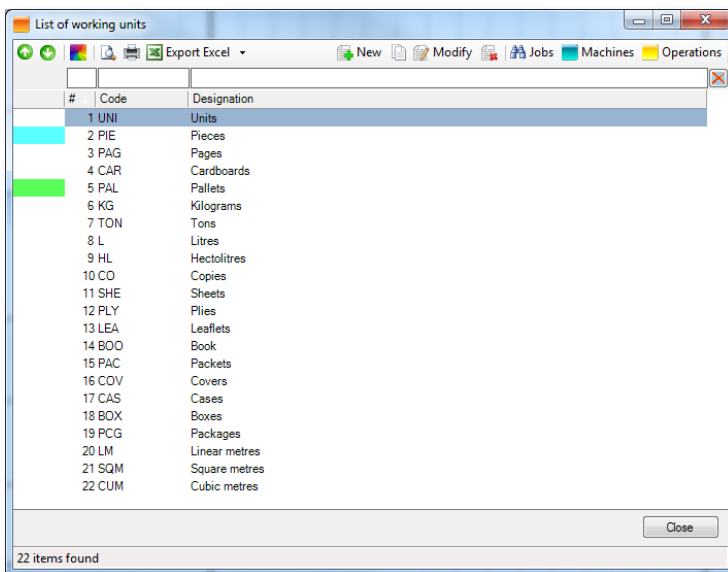 List of working units
Export Excel New Modify Jobs Machines Operations
# Code Designation
1 UNI Units
2 PIE Pieces
3 PAG Pages
4 CAR Cardboards
5 PAL Pallets
6 KG Kilograms
7 TON Tons
8 L Litres
9 HL Hectolitres
10 CO Copies
11 SHE Sheets
12 PLY Plies
13 LEA Leaflets
14 BOO Book
15 PAC Packets
16 COV Covers
17 CAS Cases
18 BOX Boxes
19 PCG Packages
20 LM Linear metres
21 SQM Square metres
22 CUM Cubic metres
Close
22 items found